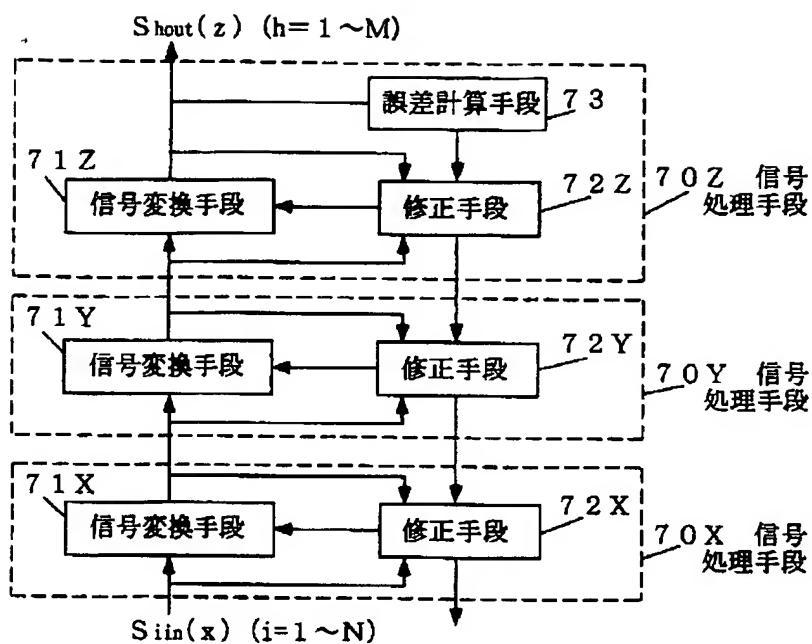 Shout(z) (h=1～M)
誤差計算手段
73
71Z
信号変換手段
修正手段
72Z
70Z 信号
処理手段
71Y
信号変換手段
修正手段
72Y
70Y 信号
処理手段
71X
信号変換手段
修正手段
72X
70X 信号
処理手段
Siin(x) (i=1～N)